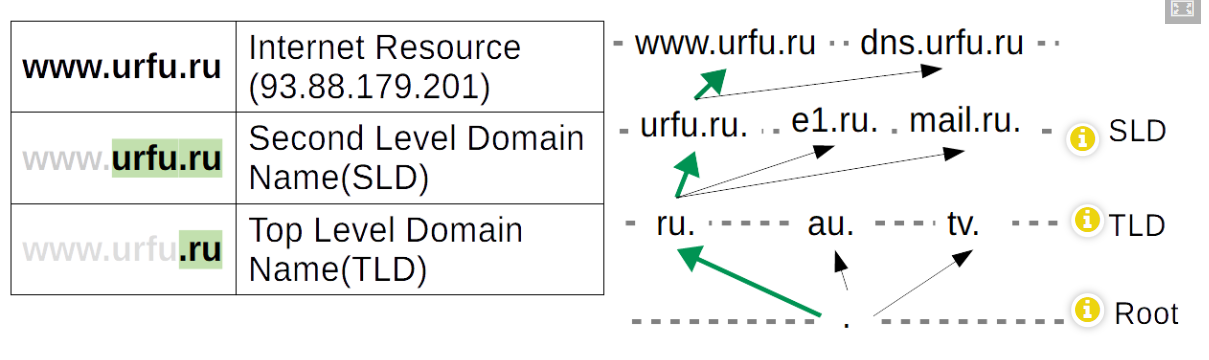 www.urfu.ru
Internet Resource
(93.88.179.201)
www.urfu.ru
Second Level Domain
Name(SLD)
www.urfu.ru
Top Level Domain
Name(TLD)
www.urfu.ru dns.urfu.ru
urfu.ru. e1.ru. mail.ru. SLD
ru. au. tv. TLD
. Root